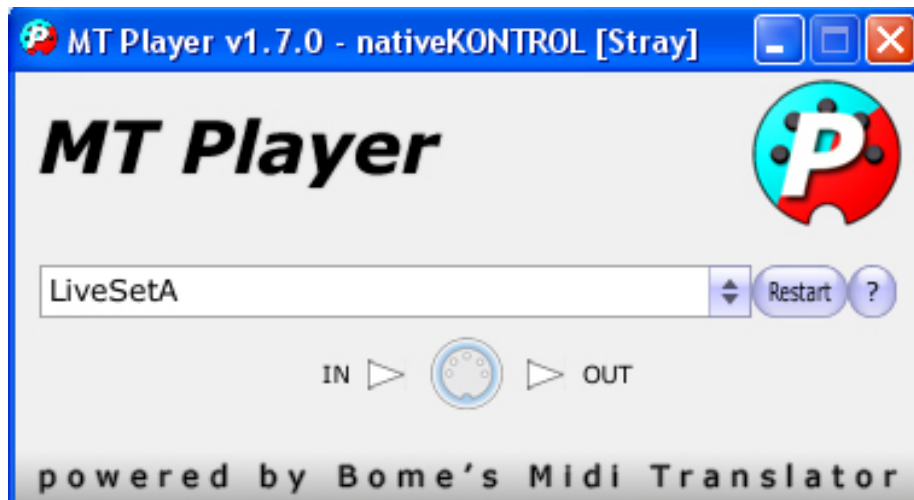 MT Player v1.7.0 - nativeKONTROL [Stray]
MT Player
P
LiveSetA Restart ?
IN OUT
powered by Bome's Midi Translator